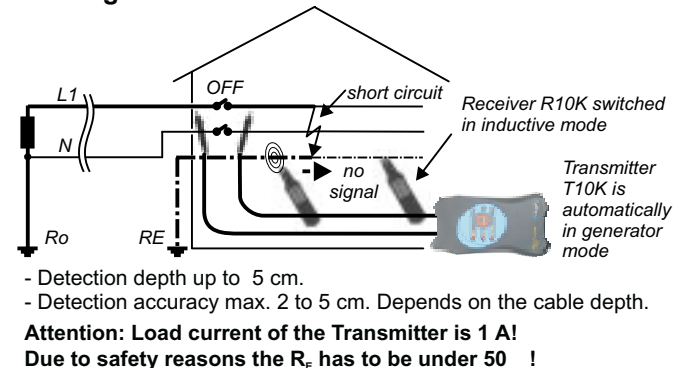 L1
OFF
short circuit
Receiver R10K switched
in inductive mode
N
no
signal
Transmitter
T10K is
automatically
in generator
mode
Ro
RE
- Detection depth up to 5 cm.
- Detection accuracy max. 2 to 5 cm. Depends on the cable depth.
Attention: Load current of the Transmitter is 1 A!
Due to safety reasons the RE has to be under 50 !